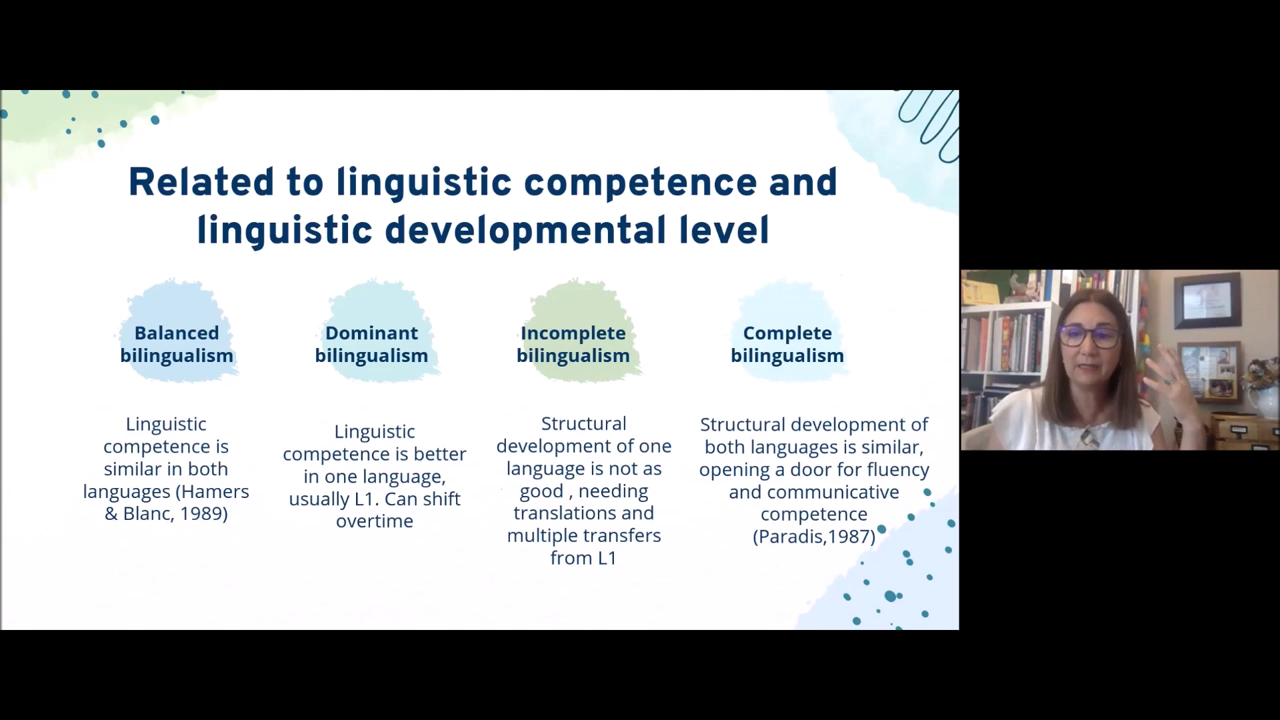 Related to linguistic competence and
linguistic developmental level
Balanced
bilingualism
Linguistic
competence is
similar in both
languages (Hamers
& Blanc, 1989)
Dominant
bilingualism
Linguistic
competence is better
in one language,
usually L1. Can shift
overtime
Incomplete
bilingualism
Structural
development of one
language is not as
good , needing
translations and
multiple transfers
from L1
Complete
bilingualism
Structural development of
both languages is similar,
opening a door for fluency
and communicative
competence
(Paradis,1987)